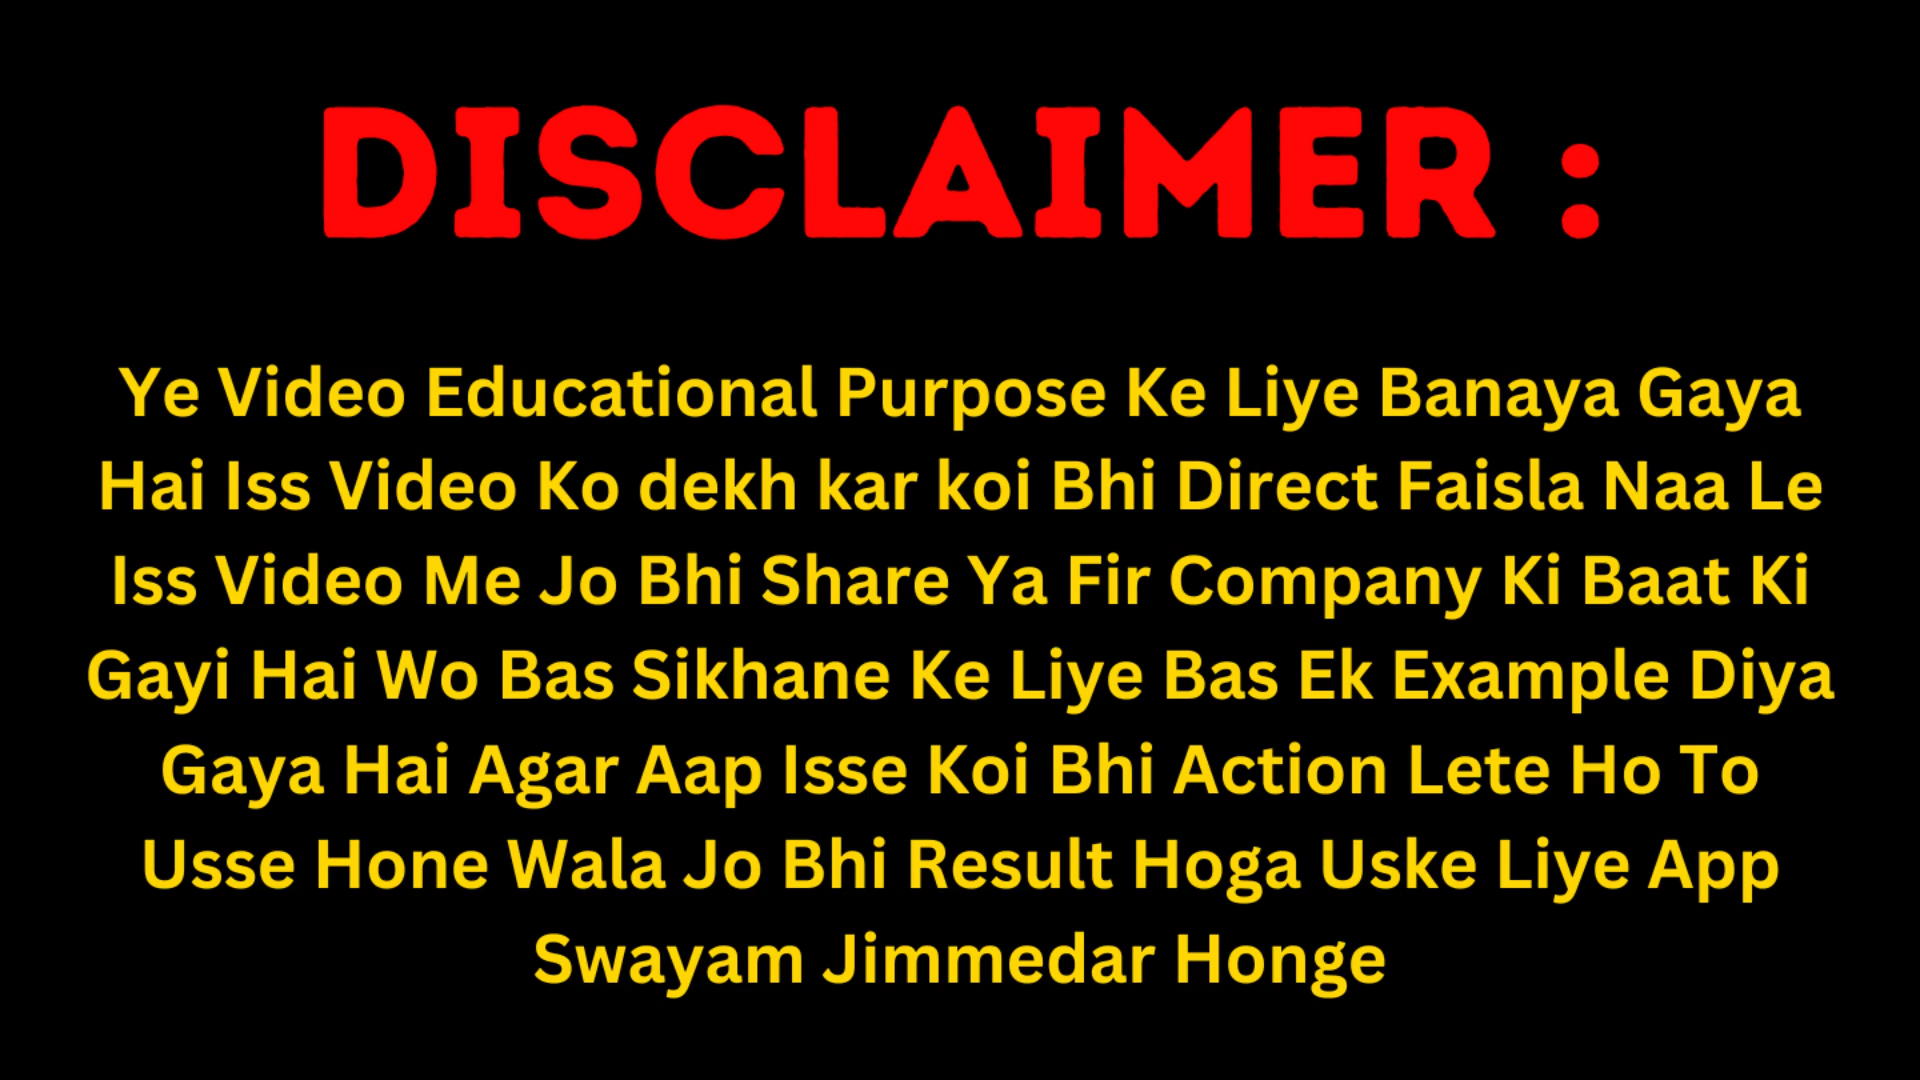 DISCLAIMER :
Ye Video Educational Purpose Ke Liye Banaya Gaya
Hai Iss Video Ko dekh kar koi Bhi Direct Faisla Naa Le
Iss Video Me Jo Bhi Share Ya Fir Company Ki Baat Ki
Gayi Hai Wo Bas Sikhane Ke Liye Bas Ek Example Diya
Gaya Hai Agar Aap Isse Koi Bhi Action Lete Ho To
Usse Hone Wala Jo Bhi Result Hoga Uske Liye App
Swayam Jimmedar Honge